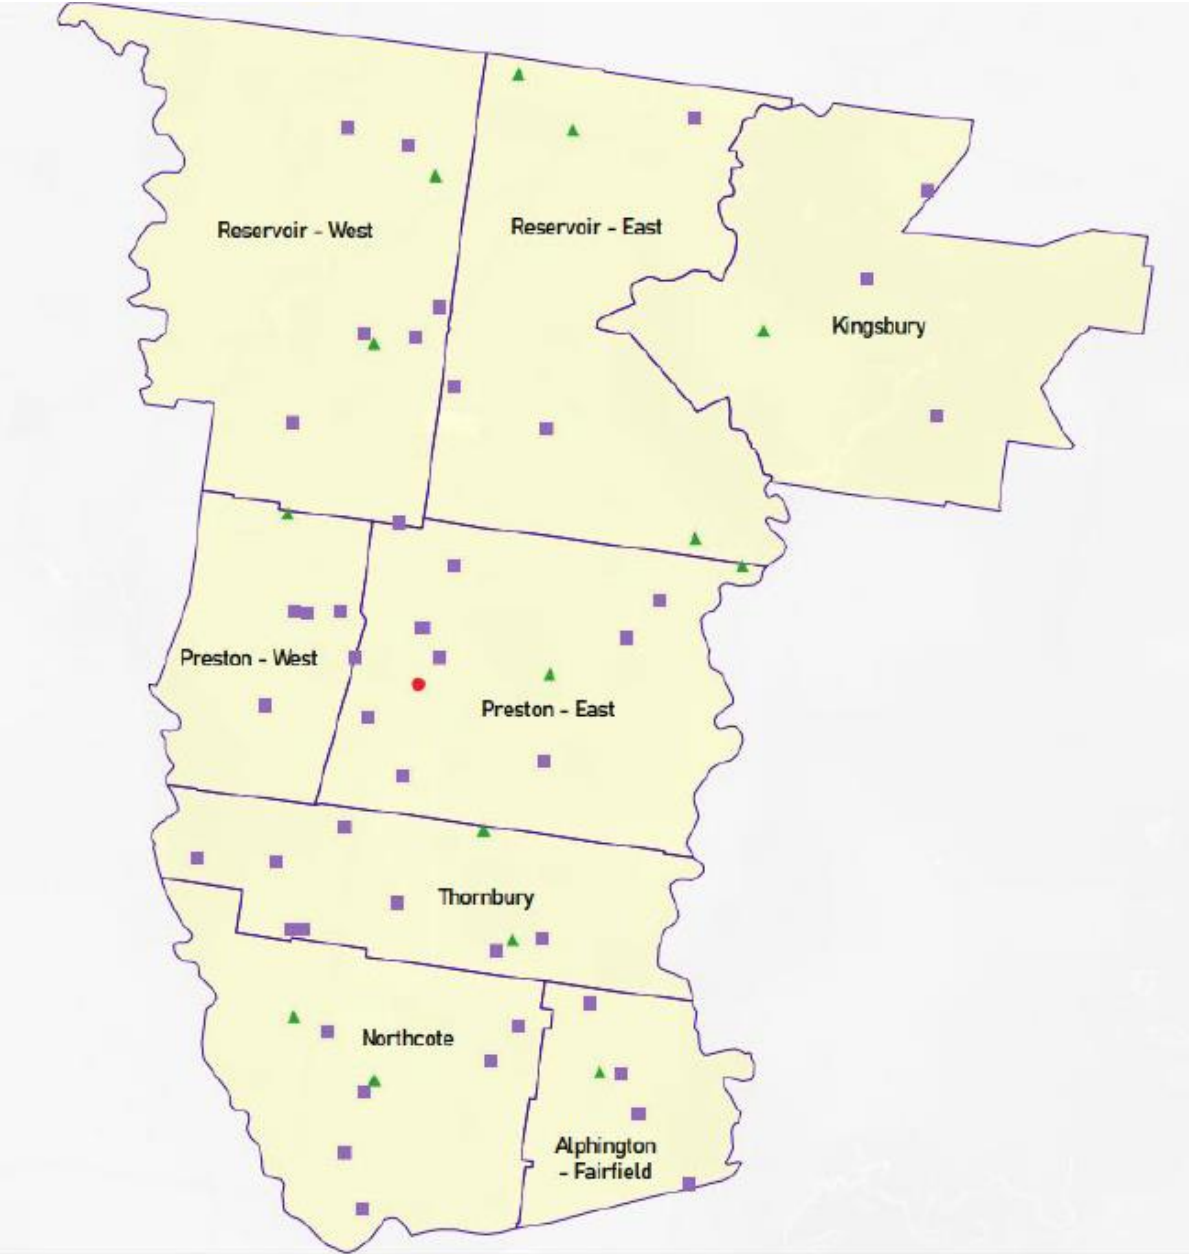 Reservoir - West
Reservoir - East
Kingsbury
Preston - West
Preston - East
Thornbury
Northcote
Alphington
- Fairfield